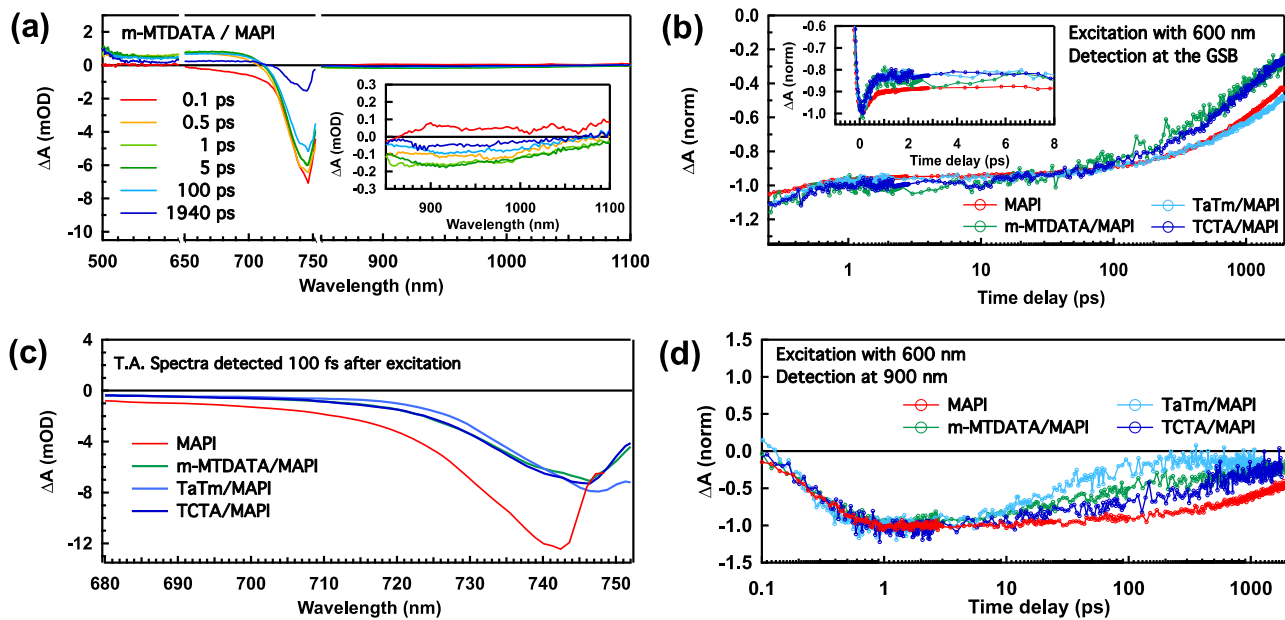 (a)
m-MTDATA / MAPI
ΔA (mOD)
2
0
-2
-4
-6
-8
-10
0.1 ps
0.5 ps
1 ps
5 ps
100 ps
1940 ps
0.3
0.2
0.1
0.0
-0.1
-0.2
-0.3
ΔA (mOD)
900
1000
1100
Wavelength (nm)
500
650
700
750
900
1000
1100
Wavelength (nm)
(b)
0.0
-0.2
-0.4
-0.6
-0.8
-1.0
-1.2
ΔA (norm)
Excitation with 600 nm
Detection at the GSB
-0.6
-0.7
-0.8
-0.9
-1.0
ΔA (norm)
0
2
4
6
8
Time delay (ps)
MAPI
m-MTDATA/MAPI
TaTm/MAPI
TCTA/MAPI
1
10
100
1000
Time delay (ps)
(c)
T.A. Spectra detected 100 fs after excitation
4
0
-4
-8
-12
ΔA (mOD)
MAPI
m-MTDATA/MAPI
TaTm/MAPI
TCTA/MAPI
680
690
700
710
720
730
740
750
Wavelength (nm)
(d)
Excitation with 600 nm
Detection at 900 nm
1.5
1.0
0.5
0.0
-0.5
-1.0
-1.5
ΔA (norm)
MAPI
m-MTDATA/MAPI
TaTm/MAPI
TCTA/MAPI
0.1
1
10
100
1000
Time delay (ps)